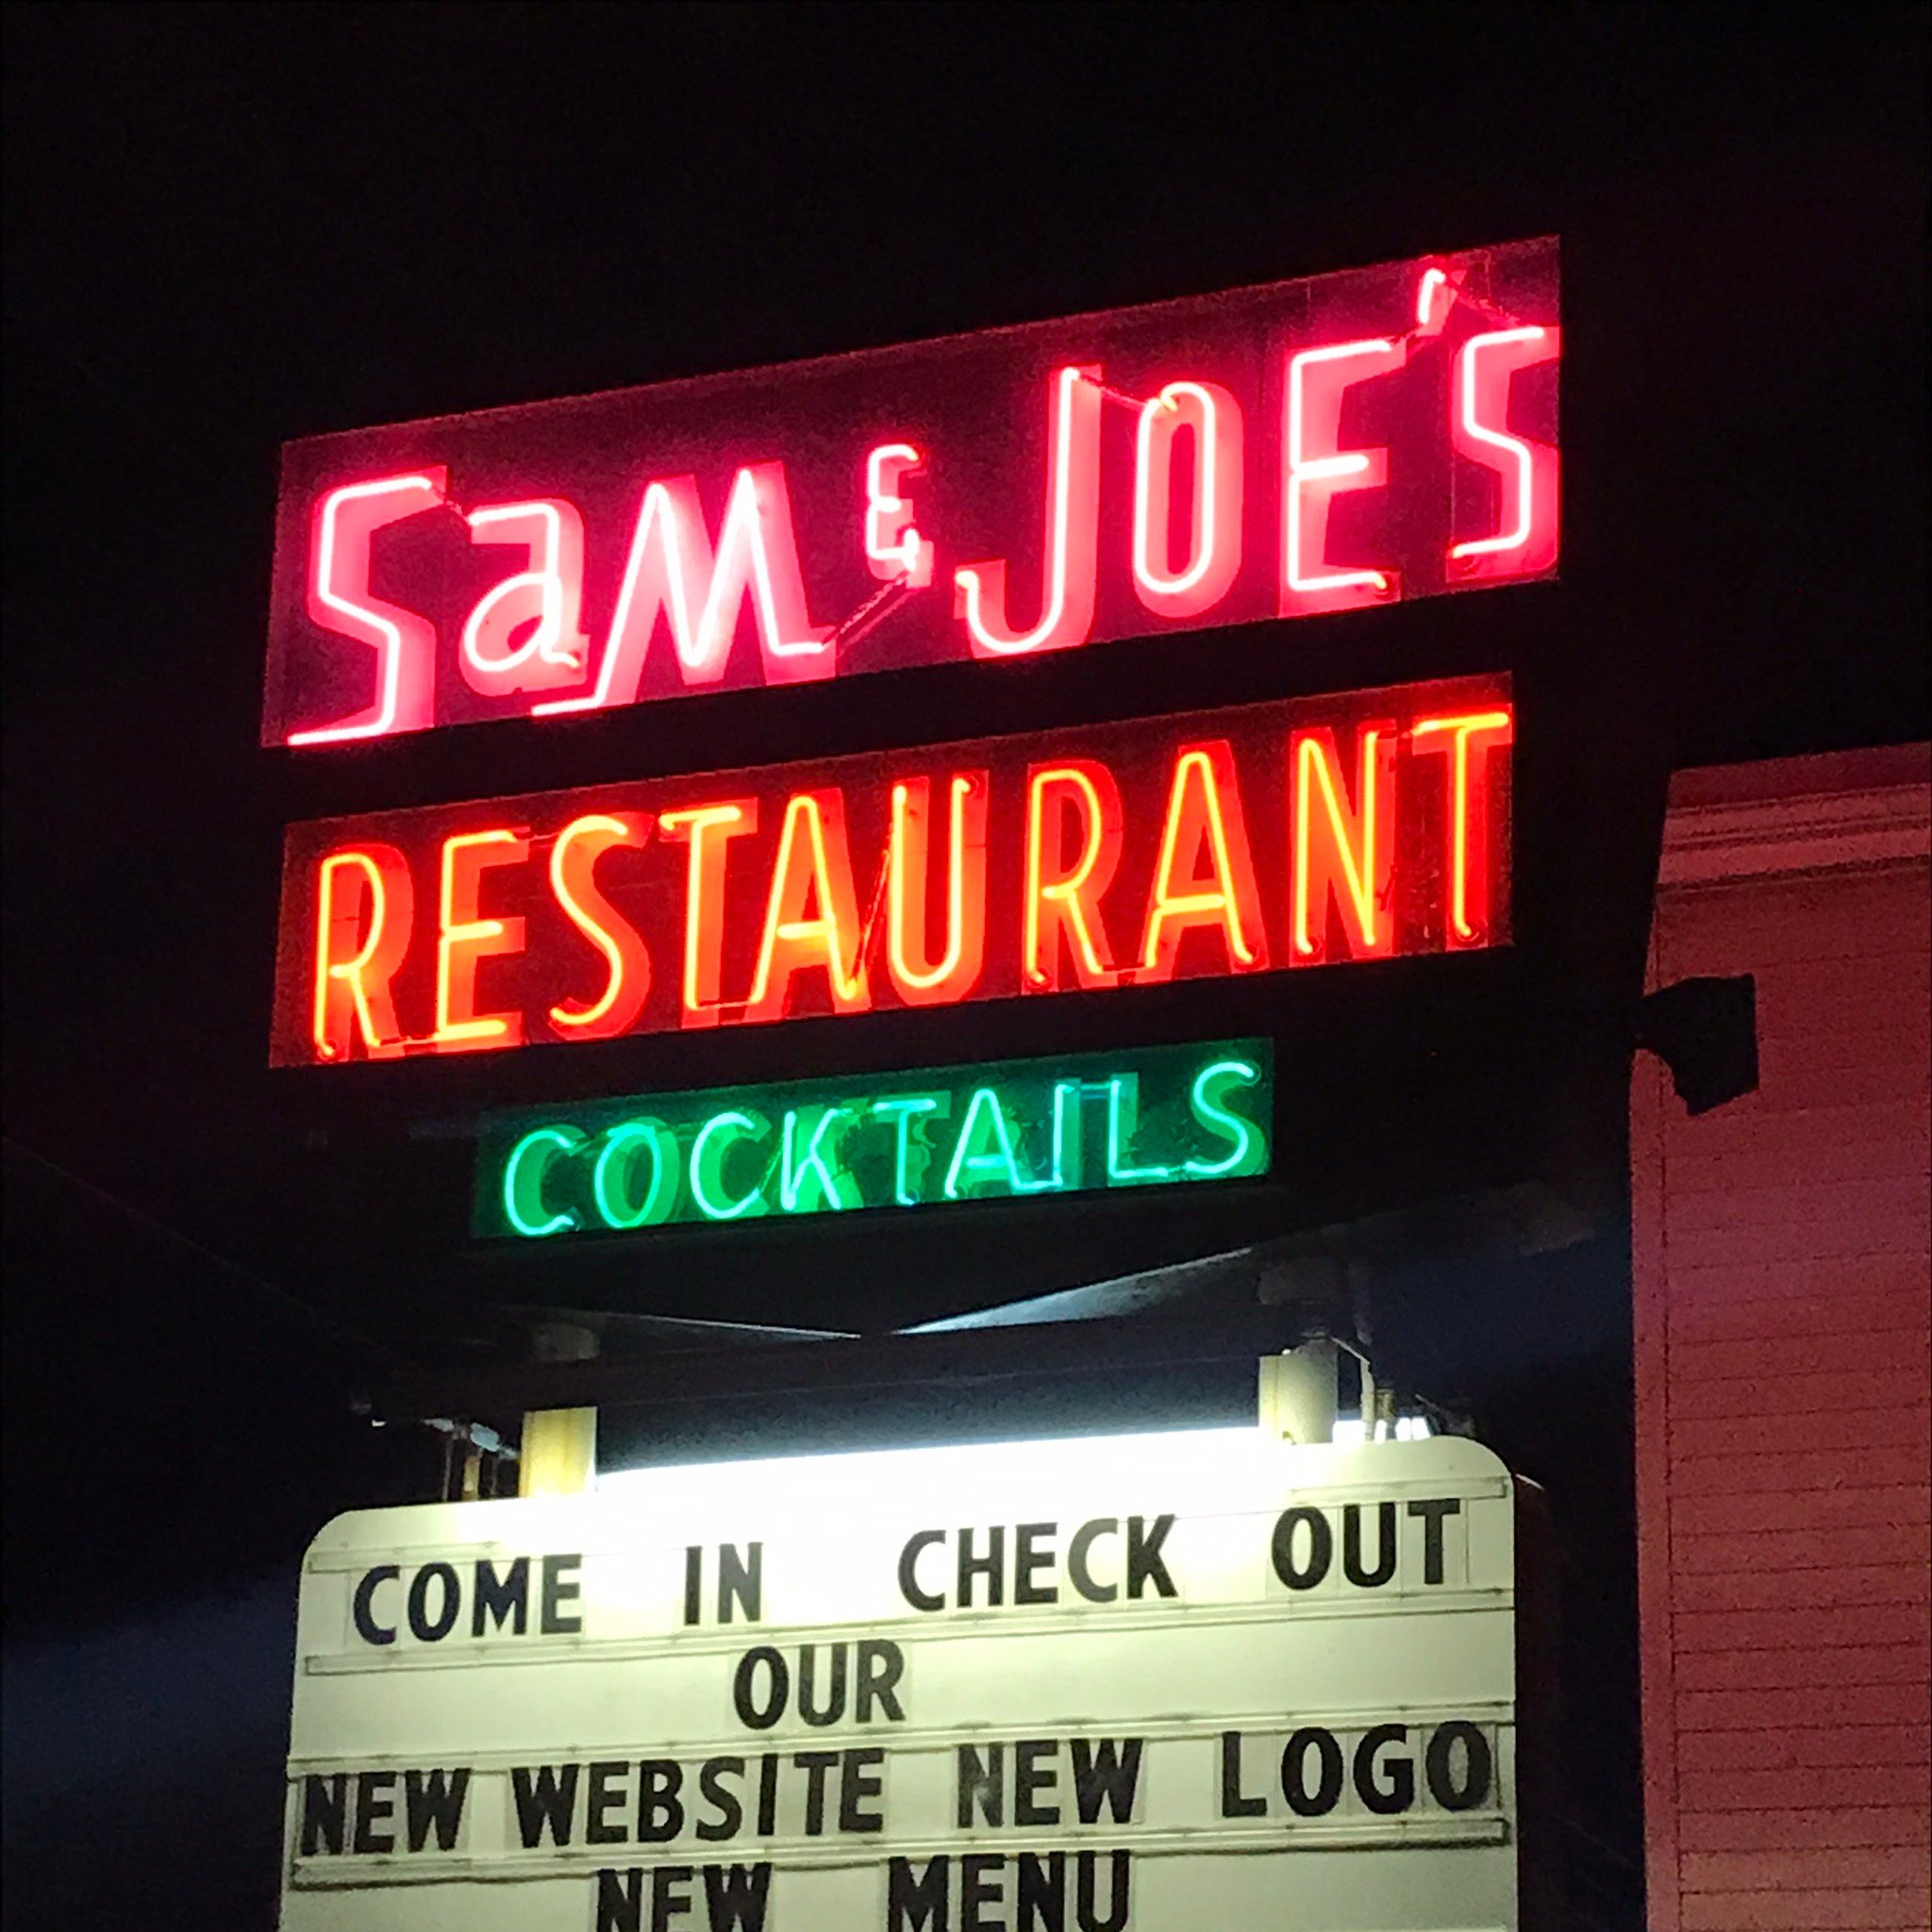 Sam & JOE'S
RESTAURANT
COCKTAILS
COME IN CHECK OUT
OUR
NEW WEBSITE NEW LOGO
NEW MENU